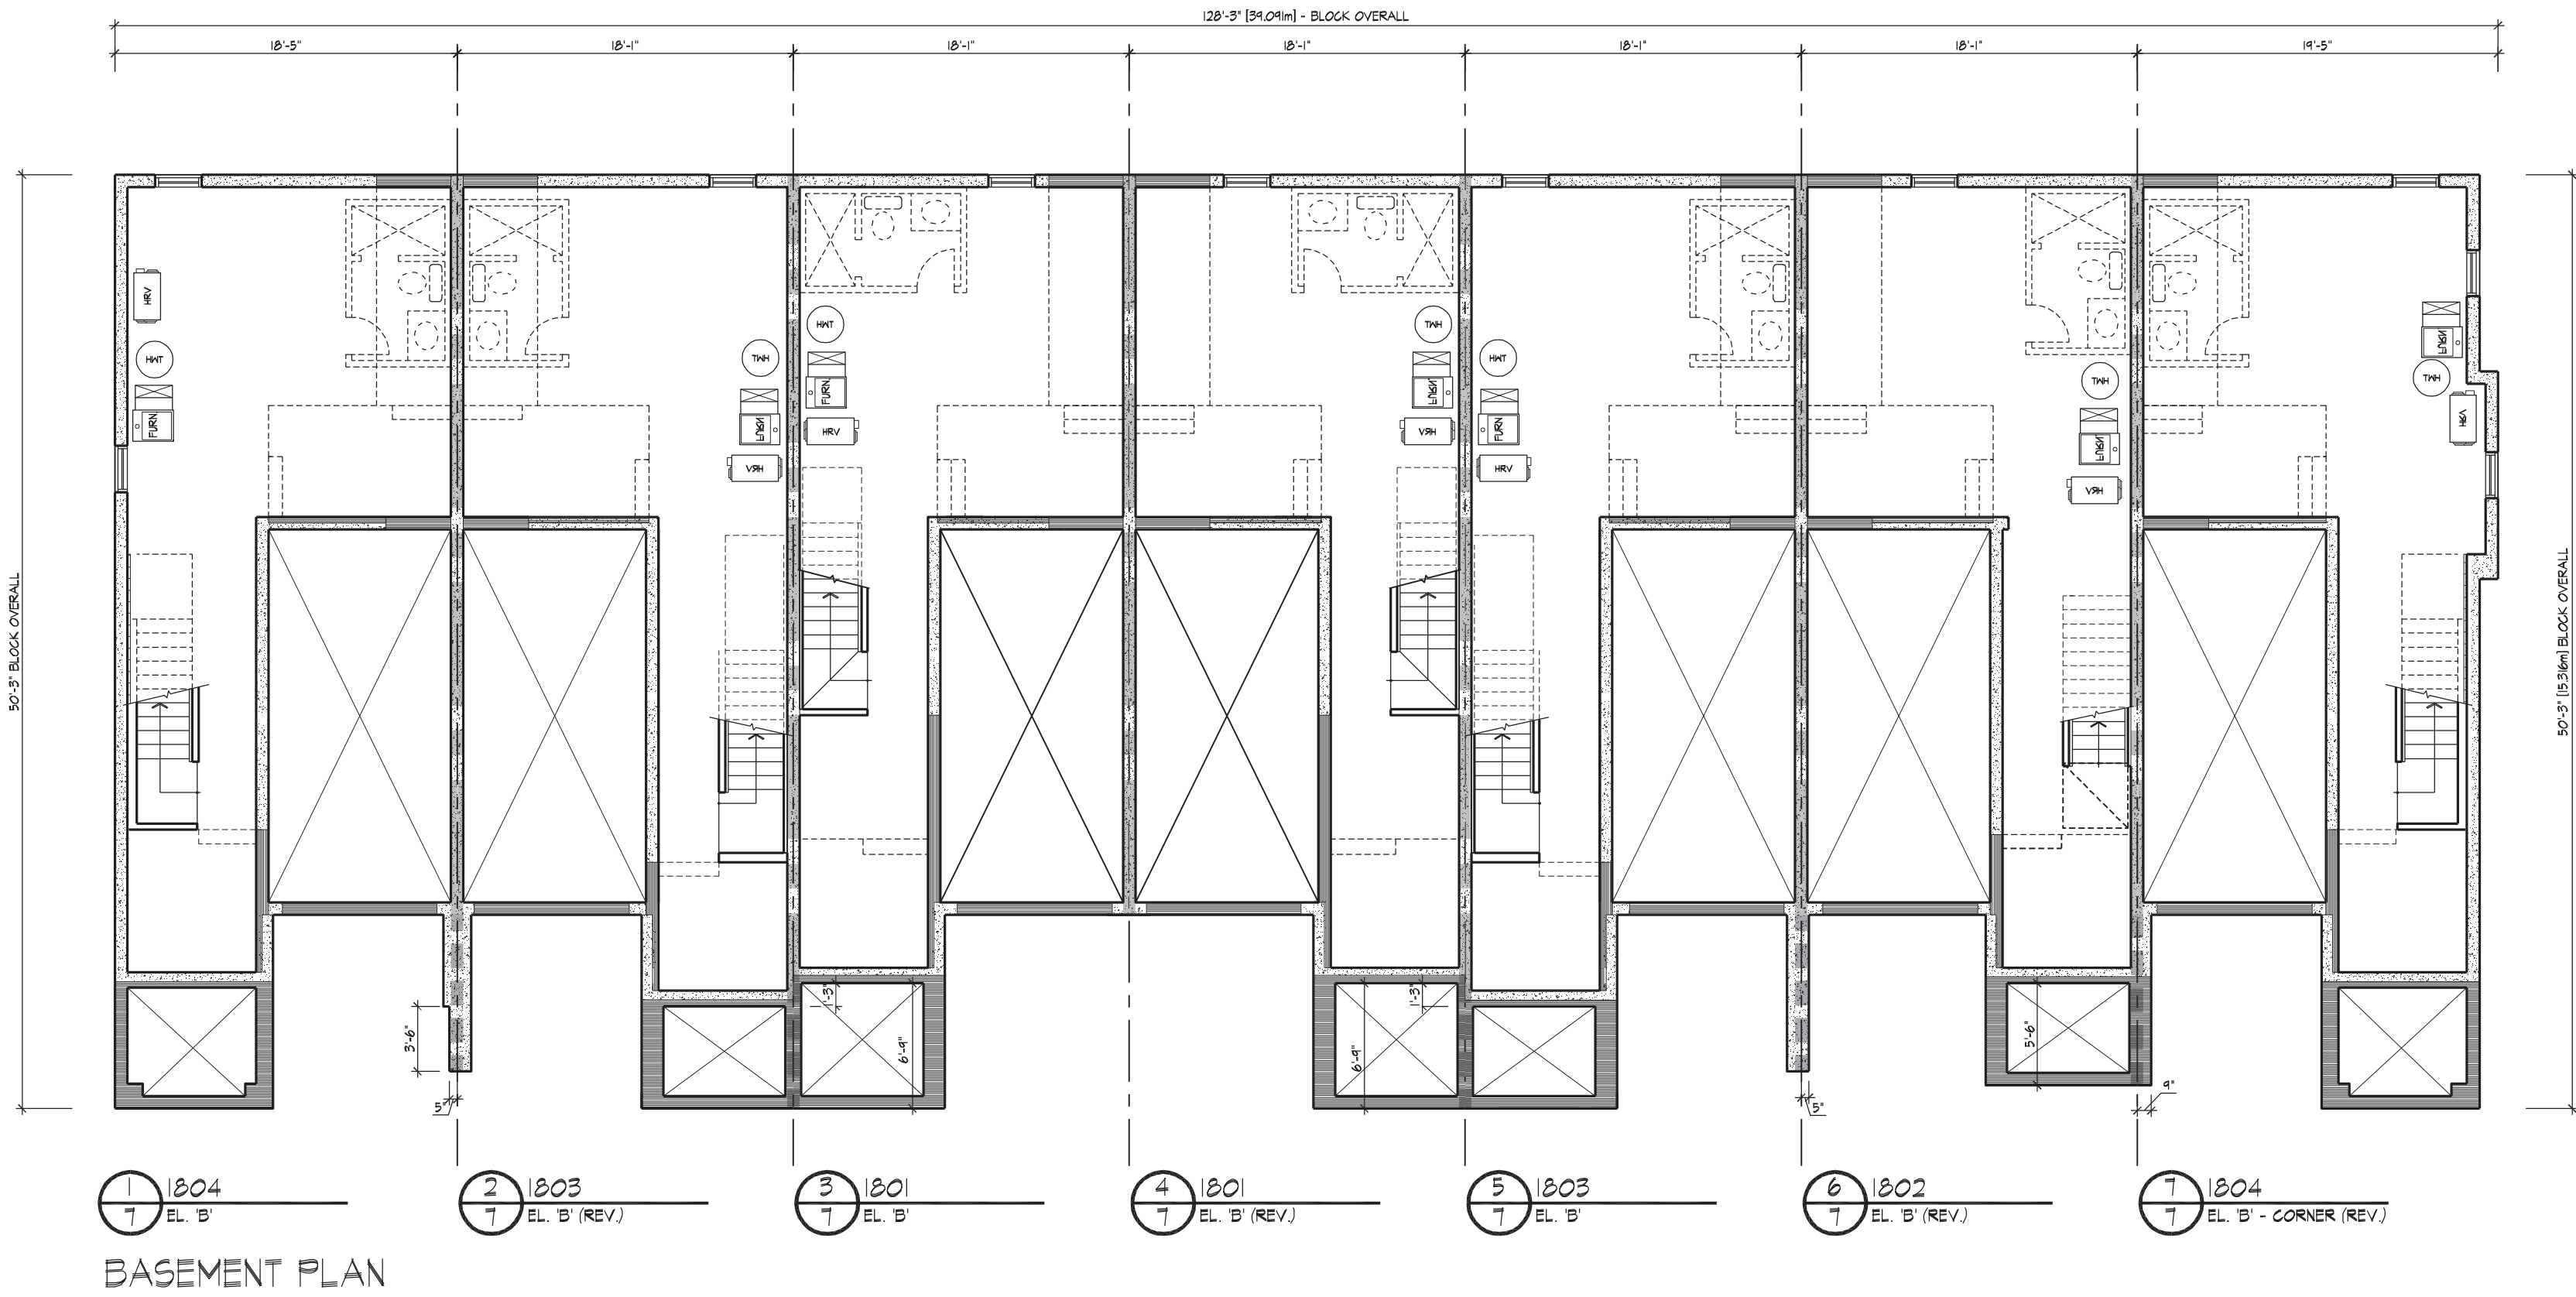 128'-3" [39.091m] - BLOCK OVERALL
18'-5" 18'-1" 18'-1" 18'-1" 18'-1" 18'-1" 19'-5"
50'-3" BLOCK OVERALL
50'-3" [15.316m] BLOCK OVERALL
HRV
HWT
FURN.
HWT
FURN.
HRV
HWT
FURN.
HRV
HWT
FURN.
HRV
HWT
FURN.
HRV
HWT
FURN.
HRV
FURN.
HWT
HRV
3'-6"
5"
1'-3"
6'-9"
6'-9"
1'-3"
5"
5'-6"
9"
1 1804
7 EL. 'B'
2 1803
7 EL. 'B' (REV.)
3 1801
7 EL. 'B'
4 1801
7 EL. 'B' (REV.)
5 1803
7 EL. 'B'
6 1802
7 EL. 'B' (REV.)
7 1804
7 EL. 'B' - CORNER (REV.)
BASEMENT PLAN